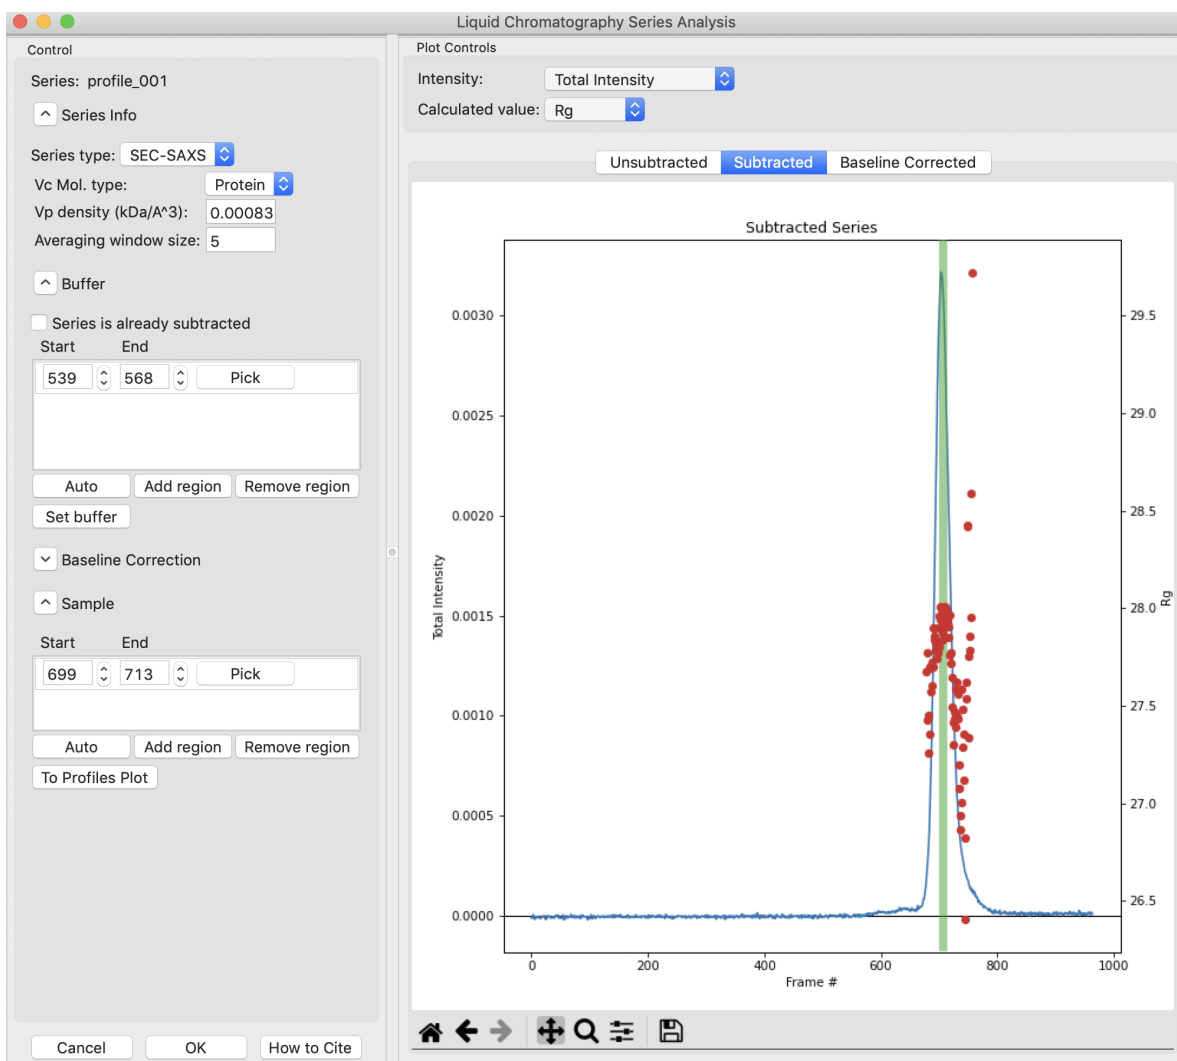 Liquid Chromatography Series Analysis
Control
Series: profile_001
Series Info
Series type: SEC-SAXS
Vc Mol. type: Protein
Vp density (kDa/A^3): 0.00083
Averaging window size: 5
Buffer
Series is already subtracted
Start End
539 568 Pick
Auto Add region Remove region
Set buffer
Baseline Correction
Sample
Start End
699 713 Pick
Auto Add region Remove region
To Profiles Plot
Cancel OK How to Cite
Plot Controls
Intensity: Total Intensity
Calculated value: Rg
Unsubtracted Subtracted Baseline Corrected
Subtracted Series
0.0030
0.0025
0.0020
0.0015
0.0010
0.0005
0.0000
Total Intensity
29.5
29.0
28.5
28.0
27.5
27.0
26.5
Rg
0 200 400 600 800 1000
Frame #